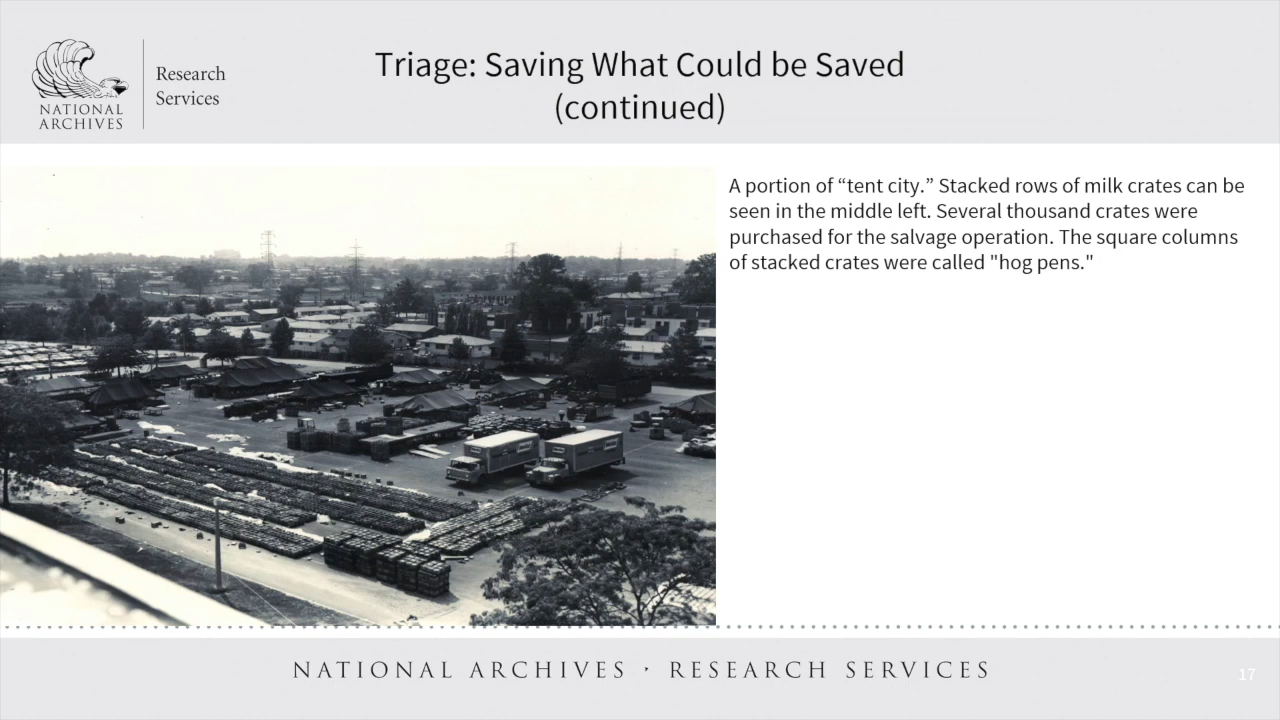 NATIONAL
ARCHIVES
Research
Services
Triage: Saving What Could be Saved
(continued)
A portion of “tent city.” Stacked rows of milk crates can be
seen in the middle left. Several thousand crates were
purchased for the salvage operation. The square columns
of stacked crates were called "hog pens."
NATIONAL ARCHIVES · RESEARCH SERVICES
17